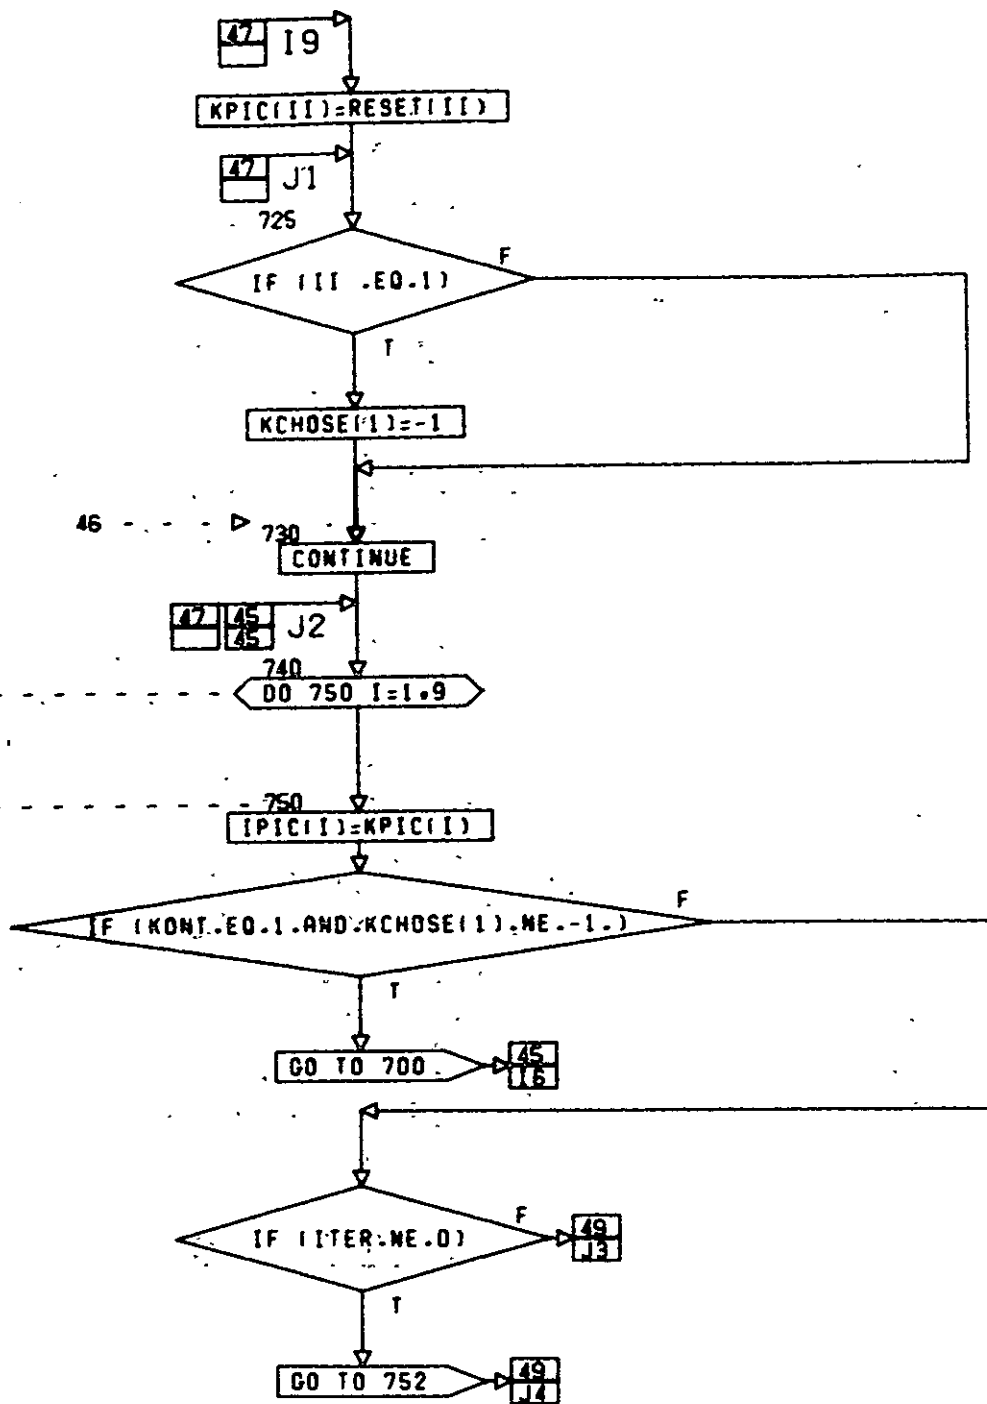 47 I9
KPIC(II)=RESET(II)
47 J1
725
IF (II .EQ.1)
F
T
KCHOSE(1)=-1
46
730
CONTINUE
47 45
45 J2
740
DO 750 I=1,9
750
IPIC(I)=KPIC(I)
IF (KONT.EQ.1.AND.KCHOSE(1).NE.-1.)
F
T
GO TO 700
45
I6
IF (ITER.NE.0)
F
49
J3
T
GO TO 752
49
J4